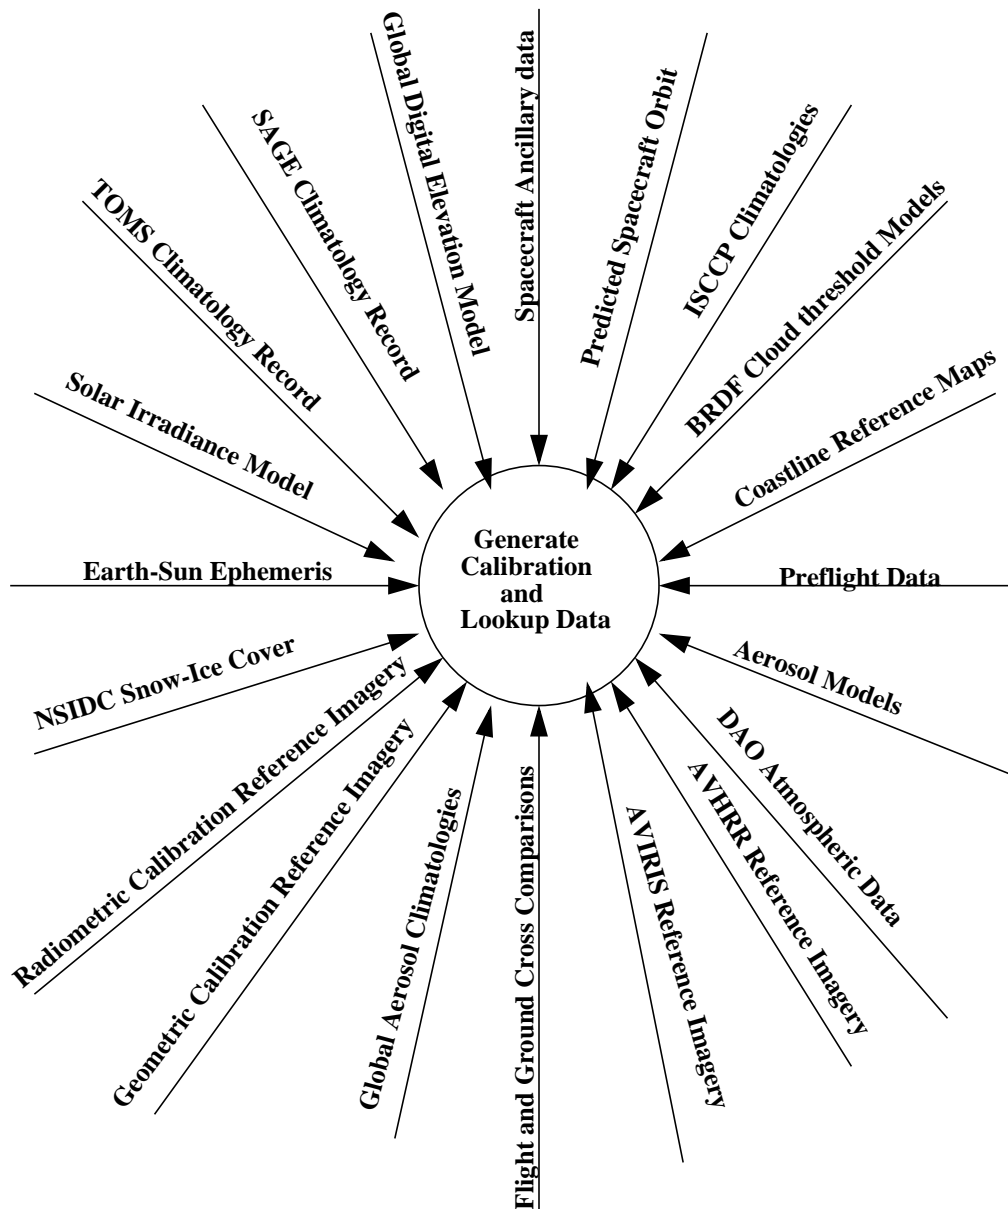 Global Digital Elevation Model
Spacecraft Ancillary data
Predicted Spacecraft Orbit
SAGE Climatology Record
ISCCP Climatologies
TOMS Climatology Record
BRDF Cloud threshold Models
Solar Irradiance Model
Coastline Reference Maps
Earth-Sun Ephemeris
Generate
Calibration
and
Lookup Data
Preflight Data
NSIDC Snow-Ice Cover
Aerosol Models
Radiometric Calibration Reference Imagery
DAO Atmospheric Data
Geometric Calibration Reference Imagery
AVHRR Reference Imagery
Global Aerosol Climatologies
Flight and Ground Cross Comparisons
AVIRIS Reference Imagery